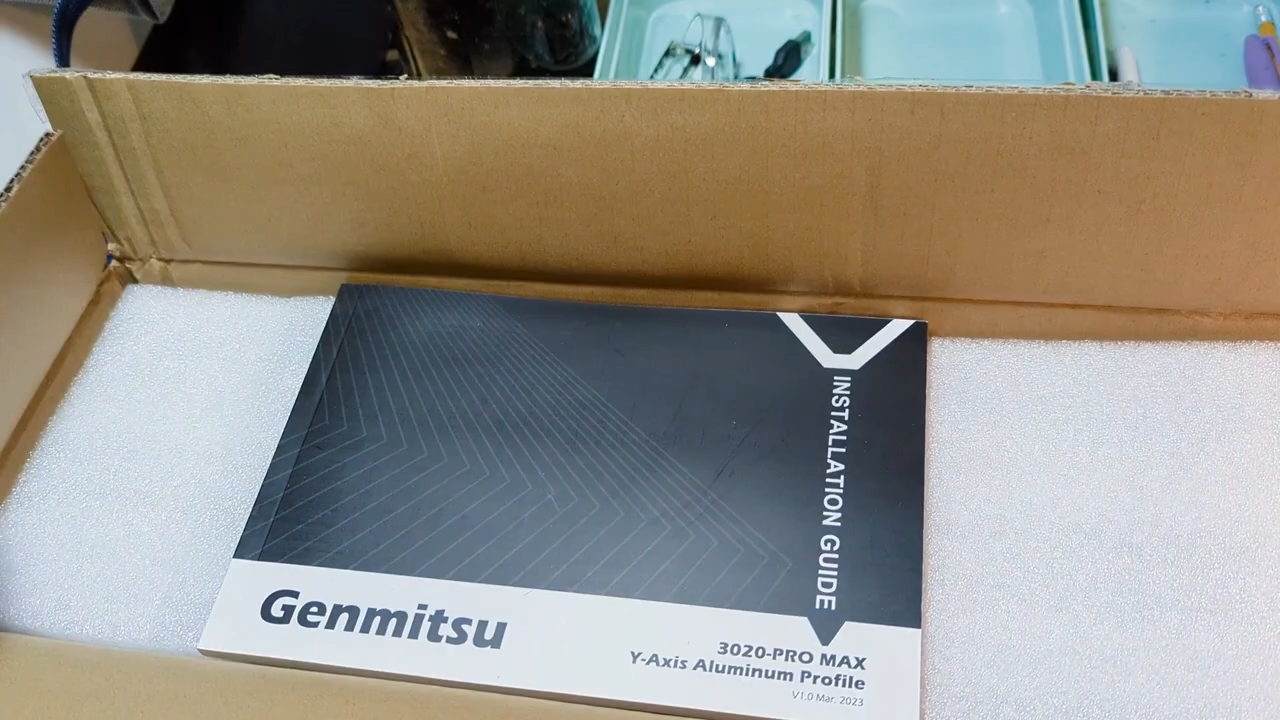 INSTALLATION GUIDE
Genmitsu
3020-PRO MAX
Y-Axis Aluminum Profile
V1.0 Mar. 2023